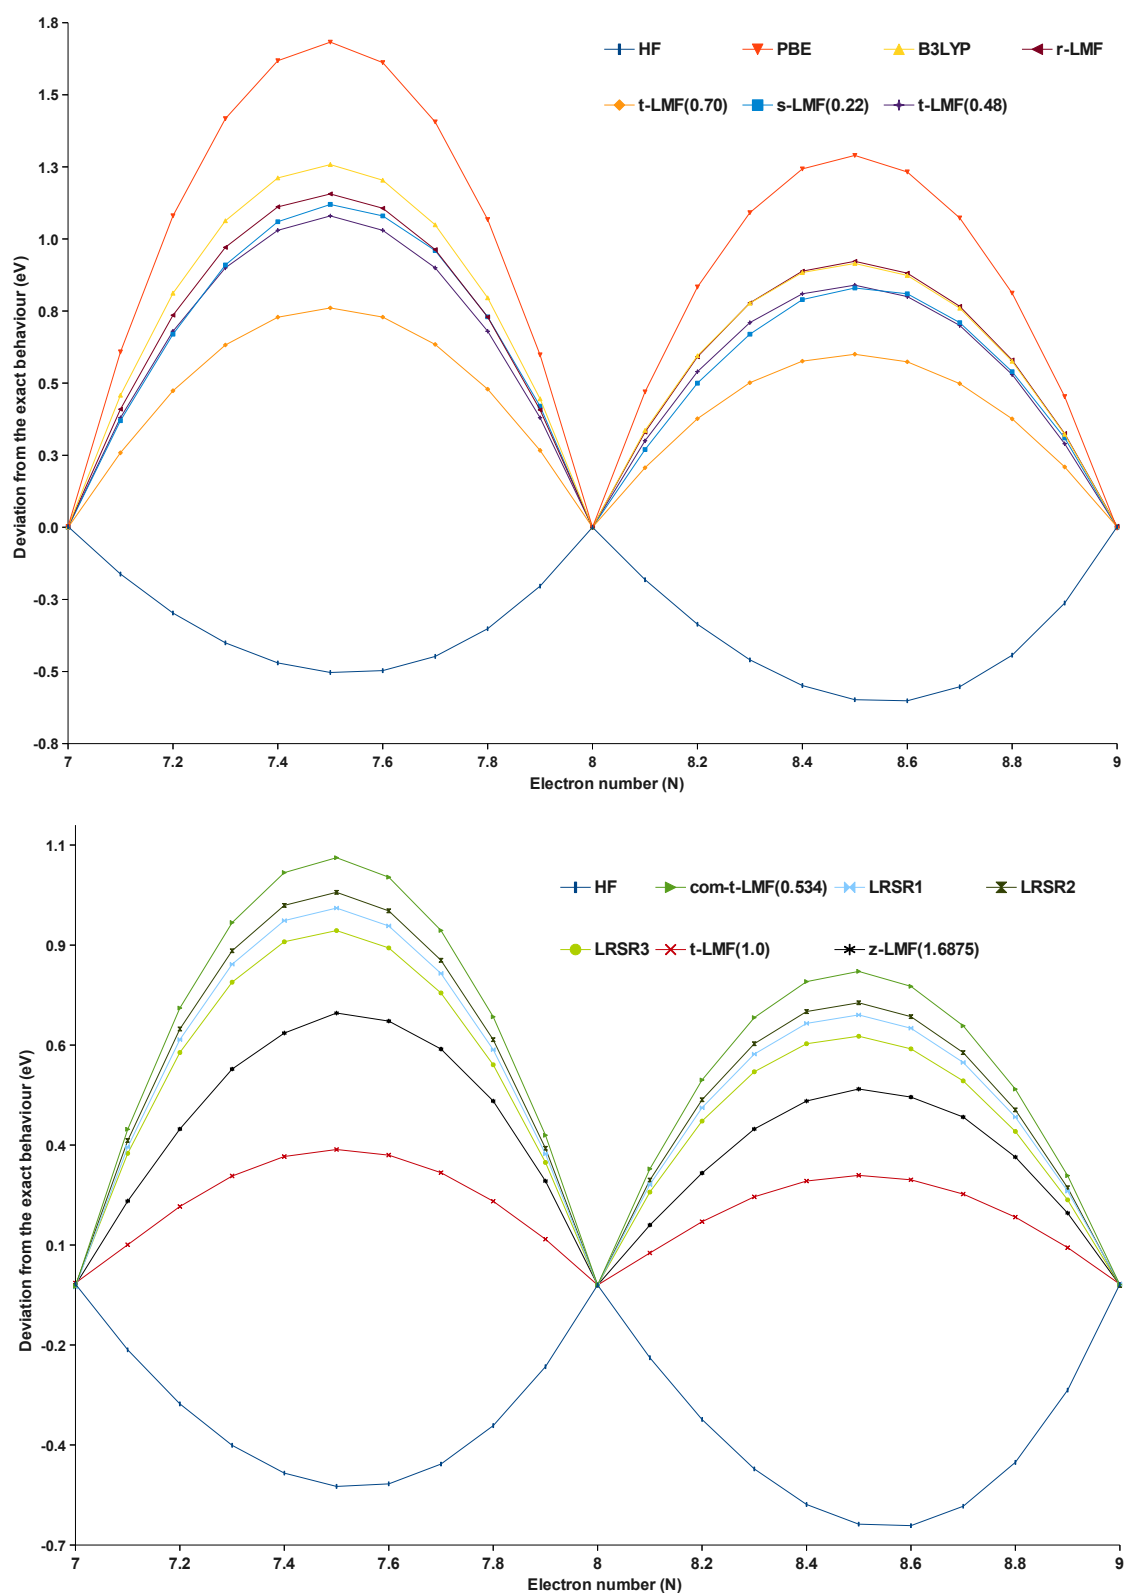 1.8
HF PBE B3LYP r-LMF
1.5
t-LMF(0.70) s-LMF(0.22) t-LMF(0.48)
1.3
1.0
0.8
0.5
0.3
0.0
-0.3
-0.5
-0.8
Deviation from the exact behaviour (eV)
7 7.2 7.4 7.6 7.8 8 8.2 8.4 8.6 8.8 9
Electron number (N)
1.1
HF com-t-LMF(0.534) LRSR1 LRSR2
0.9
LRSR3 t-LMF(1.0) z-LMF(1.6875)
0.6
0.4
0.1
-0.2
-0.4
-0.7
Deviation from the exact behaviour (eV)
7 7.2 7.4 7.6 7.8 8 8.2 8.4 8.6 8.8 9
Electron number (N)